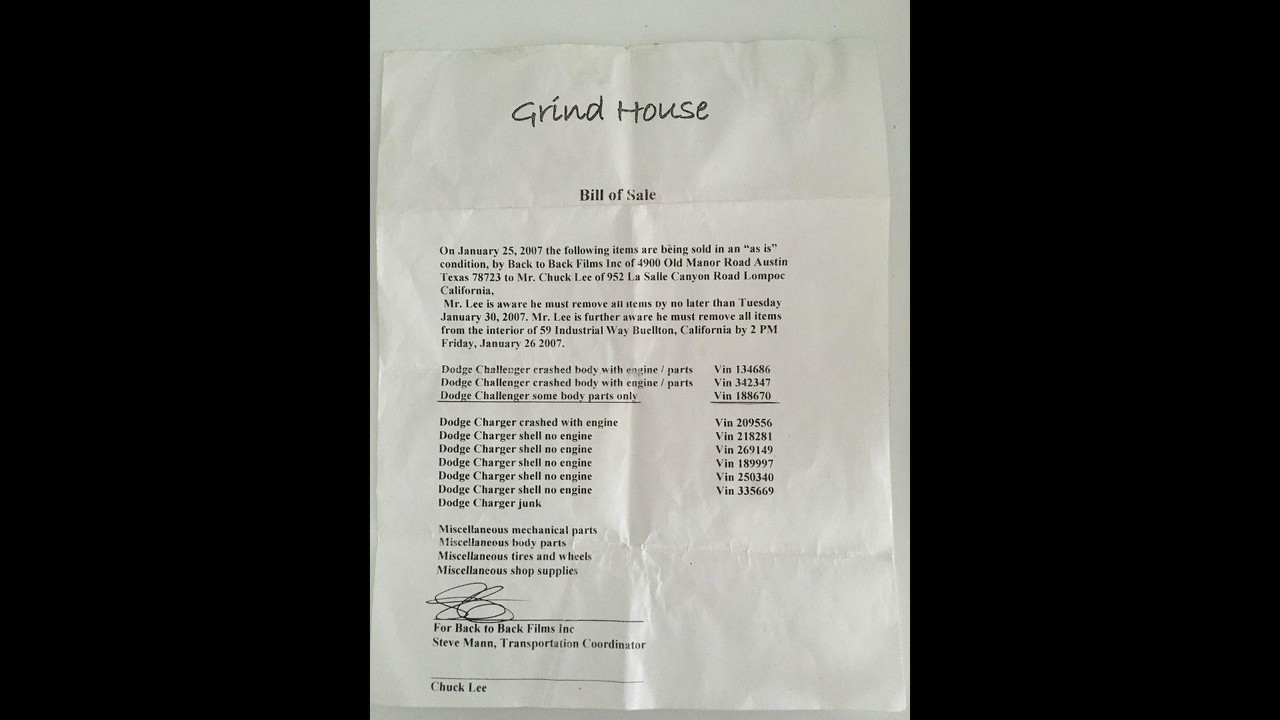 Grind House
Bill of Sale
On January 25, 2007 the following items are being sold in an “as is”
condition, by Back to Back Films Inc of 4900 Old Manor Road Austin
Texas 78723 to Mr. Chuck Lee of 952 La Salle Canyon Road Lompoc
California,
Mr. Lee is aware he must remove all items by no later than Tuesday
January 30, 2007. Mr. Lee is further aware he must remove all items
from the interior of 59 Industrial Way Buellton, California by 2 PM
Friday, January 26 2007.
Dodge Challenger crashed body with engine / parts Vin 134686
Dodge Challenger crashed body with engine / parts Vin 342347
Dodge Challenger some body parts only Vin 188670
Dodge Charger crashed with engine Vin 209556
Dodge Charger shell no engine Vin 218281
Dodge Charger shell no engine Vin 269149
Dodge Charger shell no engine Vin 189997
Dodge Charger shell no engine Vin 250340
Dodge Charger shell no engine Vin 335669
Dodge Charger junk
Miscellaneous mechanical parts
Miscellaneous body parts
Miscellaneous tires and wheels
Miscellaneous shop supplies
For Back to Back Films Inc
Steve Mann, Transportation Coordinator
Chuck Lee